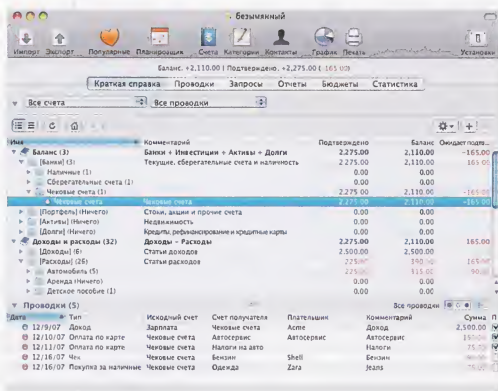 безымянный
Импорт Экспорт Популярные Планировщик Счета Категории Контакты График Печать Установки
Баланс: +2,110.00 | Подтверждено: +2,275.00 (-165.00)
Краткая справка Проводки Запросы Отчеты Бюджеты Статистика
Все счета Все проводки
Имя Комментарий Подтверждено Баланс Ожидает подтв...
Баланс (3) Банки + Инвестиции + Активы + Долги 2,275.00 2,110.00 -165.00
[Банки] (3) Текущие, сберегательные счета и наличность 2,275.00 2,110.00 -165.00
Наличные (1) 0.00 0.00
Сберегательные счета (1) 0.00 0.00
Чековые счета (1) 2,275.00 2,110.00 -165.00
Чековые счета Чековые счета 2,275.00 2,110.00 -165.00
[Портфель] (Ничего) Стоки, акции и прочие счета 0.00 0.00
[Активы] (Ничего) Недвижимость 0.00 0.00
[Долги] (Ничего) Кредиты, рефинансирование и кредитные карты 0.00 0.00
Доходы и расходы (32) Доходы - Расходы 2,275.00 2,110.00 165.00
[Доходы] (6) Статьи доходов 2,500.00 2,500.00
[Расходы] (26) Статьи расходов 225.00 390.00 165.00
Автомобиль (5) 225.00 315.00 90.00
Аренда (Ничего) 0.00 0.00
Детское пособие (1) 0.00 0.00
Проводки (5) Все проводки
Дата Тип Исходный счет Счет получателя Плательщик Комментарий Сумма П
12/9/07 Доход Зарплата Чековые счета Acme Доход 2,500.00
12/10/07 Оплата по карте Чековые счета Автосервис Автосервис Автосервис 150.00
12/11/07 Оплата по карте Чековые счета Налоги на авто Налоги 75.00
12/16/07 Чек Чековые счета Бензин Shell Бензин 90.00
12/16/07 Покупка за наличные Чековые счета Одежда Zara Jeans 75.00